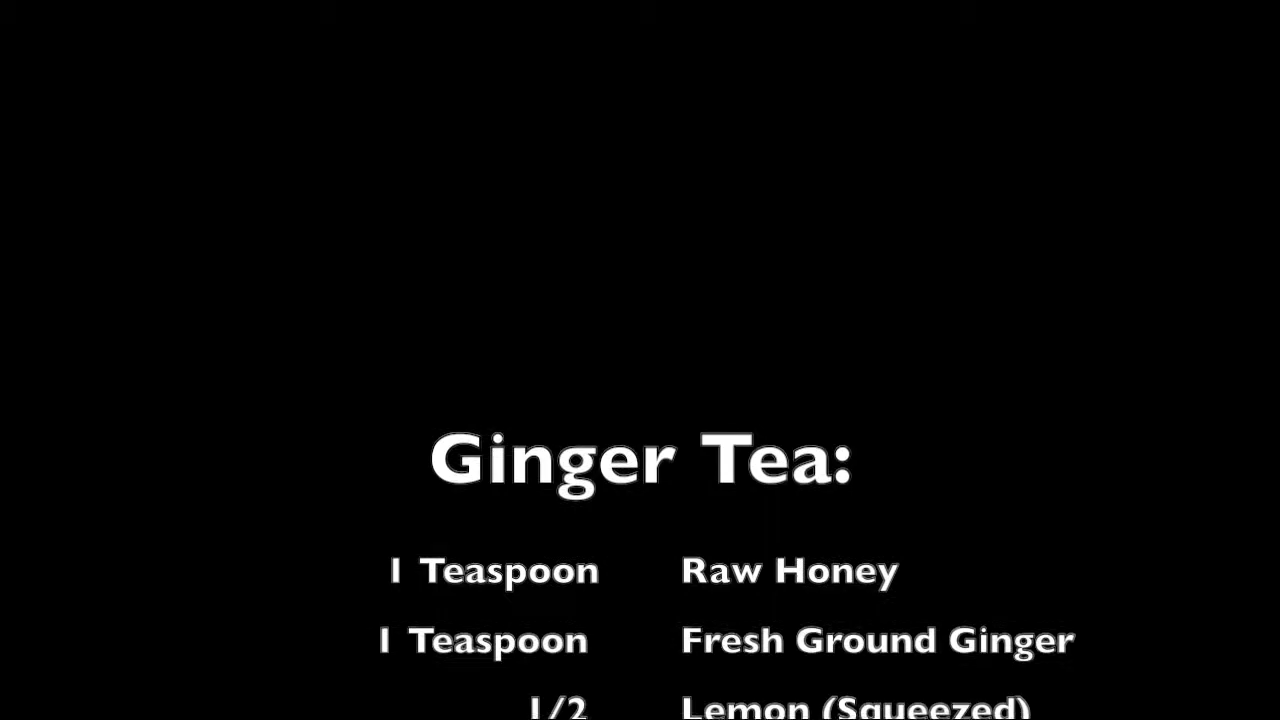 Ginger Tea:
1 Teaspoon Raw Honey
1 Teaspoon Fresh Ground Ginger
1/2 Lemon (Squeezed)